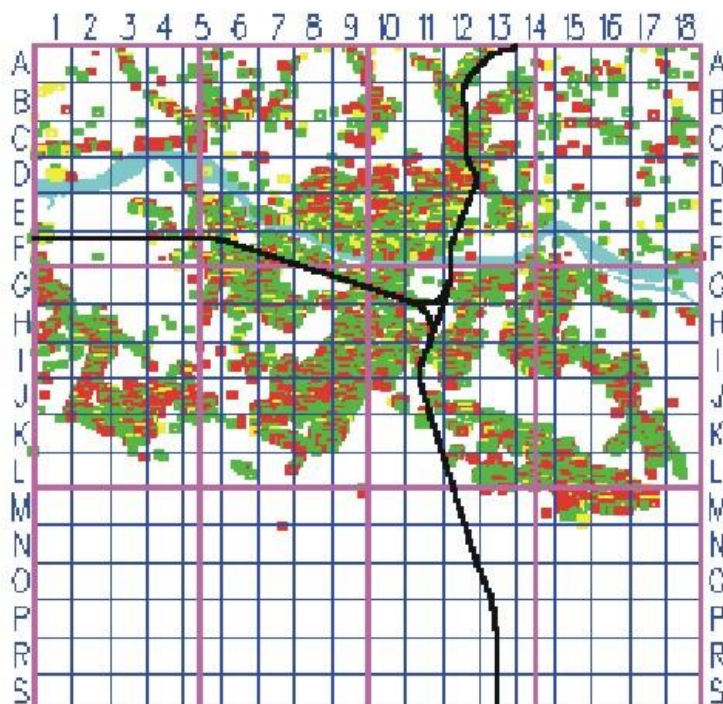 1 2 3 4 5 6 7 8 9 10 11 12 13 14 15 16 17 18
A A
B B
C C
D D
E E
F F
G G
H H
I I
J J
K K
L L
M M
N N
O O
P P
R R
S S